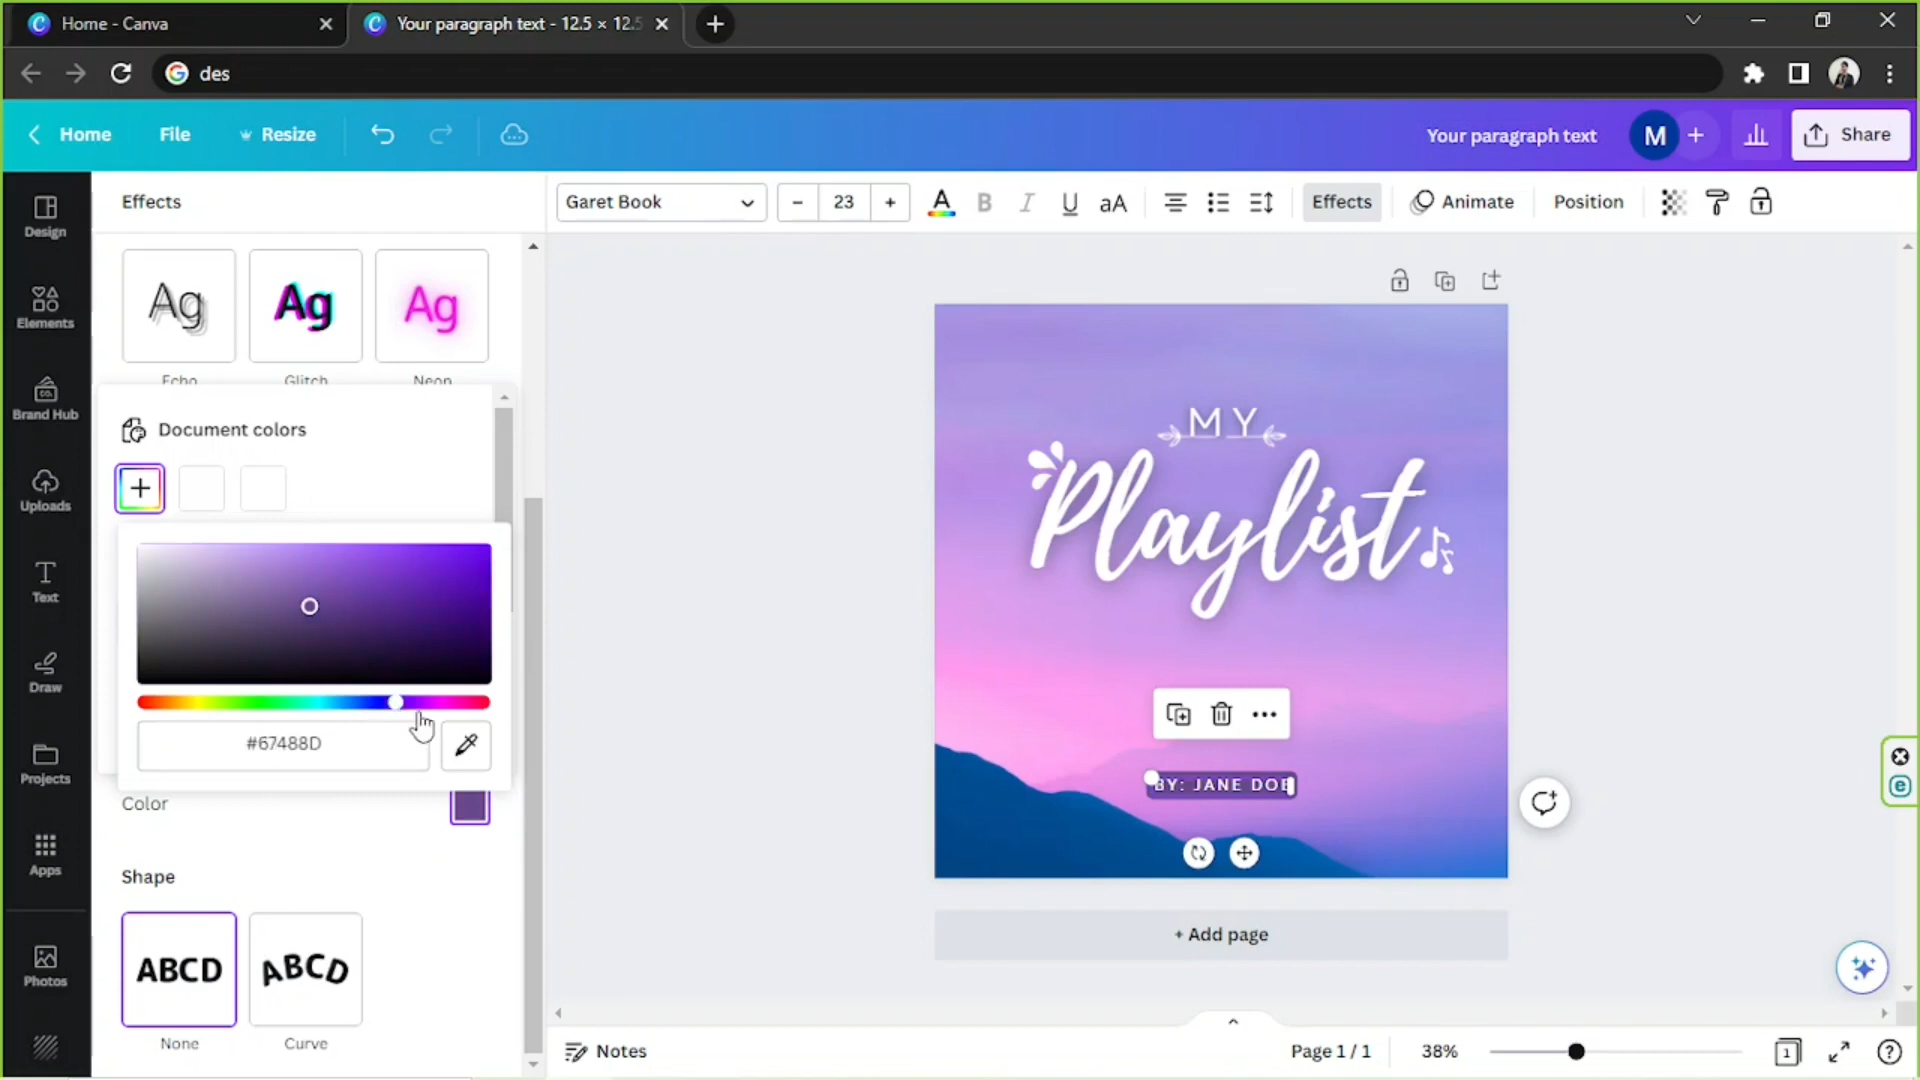 Home - Canva
Your paragraph text - 12.5 × 12.5
des
Home
File
Resize
Your paragraph text
M
Share
Effects
Garet Book
23
A
B
I
U
aA
Effects
Animate
Position
Design
Elements
Brand Hub
Uploads
Text
Draw
Projects
Apps
Photos
Ag
Ag
Ag
Echo
Glitch
Neon
Document colors
#67488D
Color
Shape
ABCD
ABCD
None
Curve
MY
Playlist
BY: JANE DOE
+ Add page
Notes
Page 1 / 1
38%
1